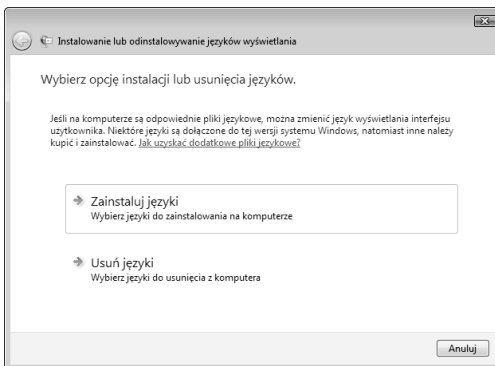 Instalowanie lub odinstalowywanie języków wyświetlania
Wybierz opcję instalacji lub usunięcia języków.
Jeśli na komputerze są odpowiednie pliki językowe, można zmienić język wyświetlania interfejsu
użytkownika. Niektóre języki są dołączone do tej wersji systemu Windows, natomiast inne należy
kupić i zainstalować. Jak uzyskać dodatkowe pliki językowe?
Zainstaluj języki
Wybierz języki do zainstalowania na komputerze
Usuń języki
Wybierz języki do usunięcia z komputera
Anuluj